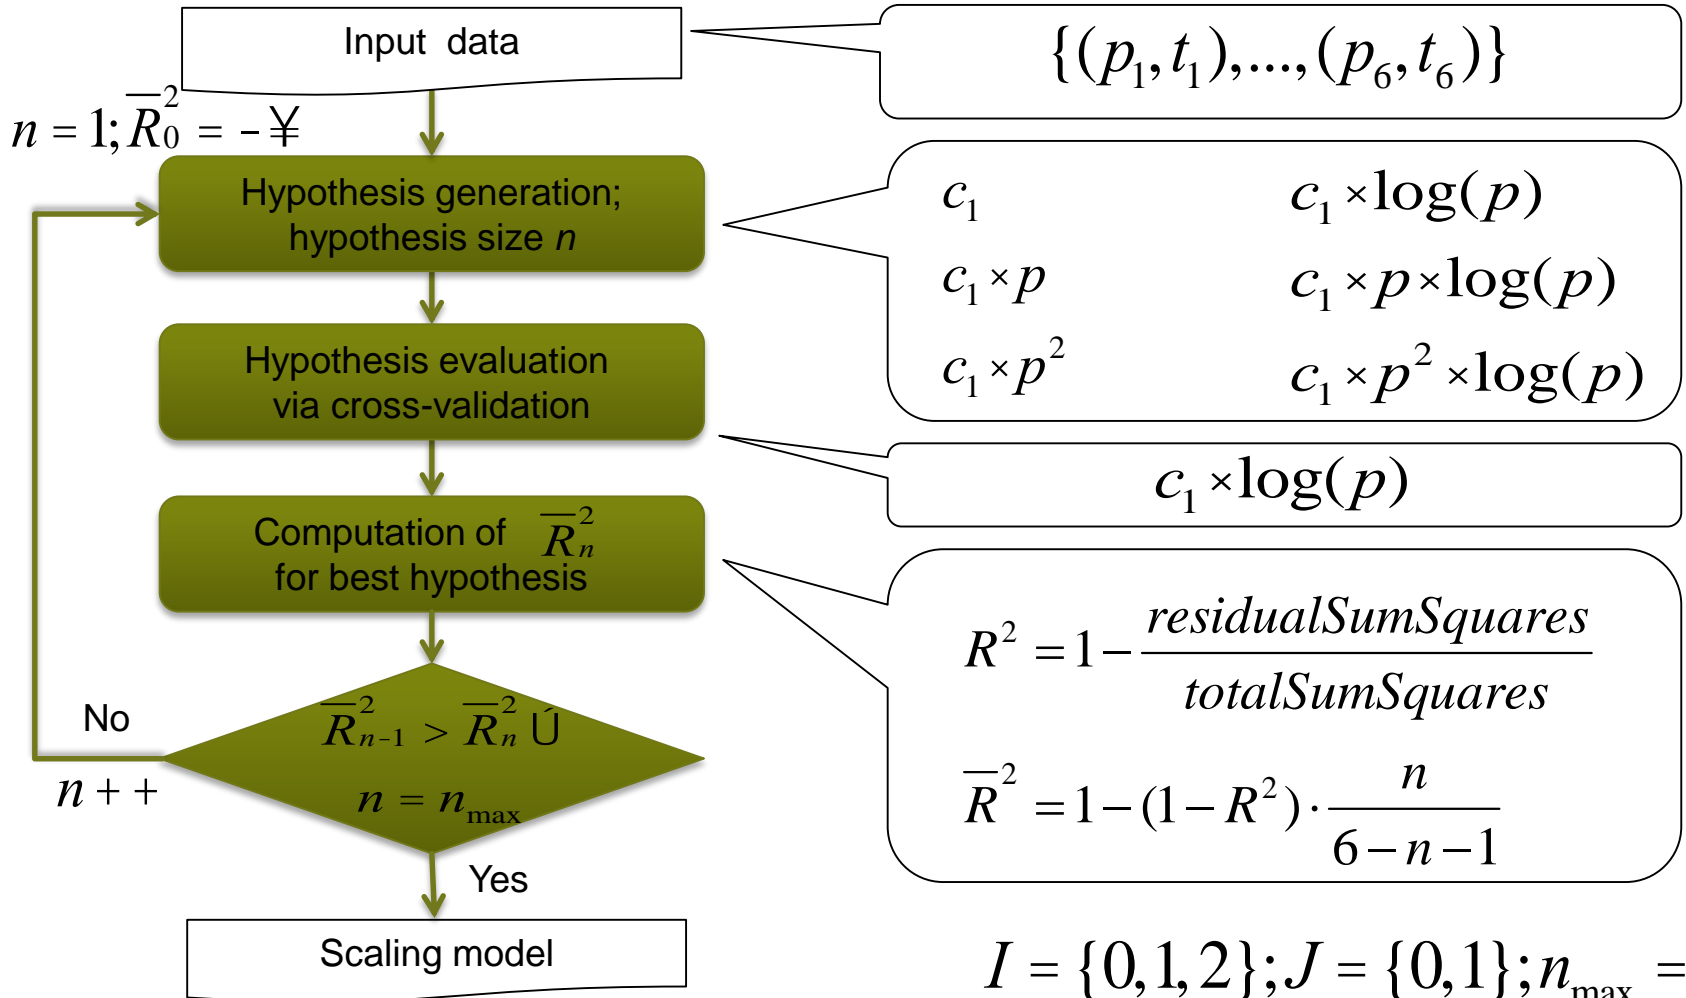 Input data
{(p₁,t₁),...,(p₆,t₆)}
n = 1; R̅₀² = -¥
Hypothesis generation;
hypothesis size n
c₁
c₁ × log(p)
c₁ × p
c₁ × p × log(p)
c₁ × p²
c₁ × p² × log(p)
Hypothesis evaluation
via cross-validation
c₁ × log(p)
Computation of R̅ₙ²
for best hypothesis
R² = 1 − residualSumSquares / totalSumSquares
R̅² = 1 − (1 − R²) · n / (6 − n − 1)
No
R̅ₙ₋₁² > R̅ₙ² Ú
n = nₘₐₓ
n + +
Yes
Scaling model
I = {0,1,2}; J = {0,1}; nₘₐₓ =